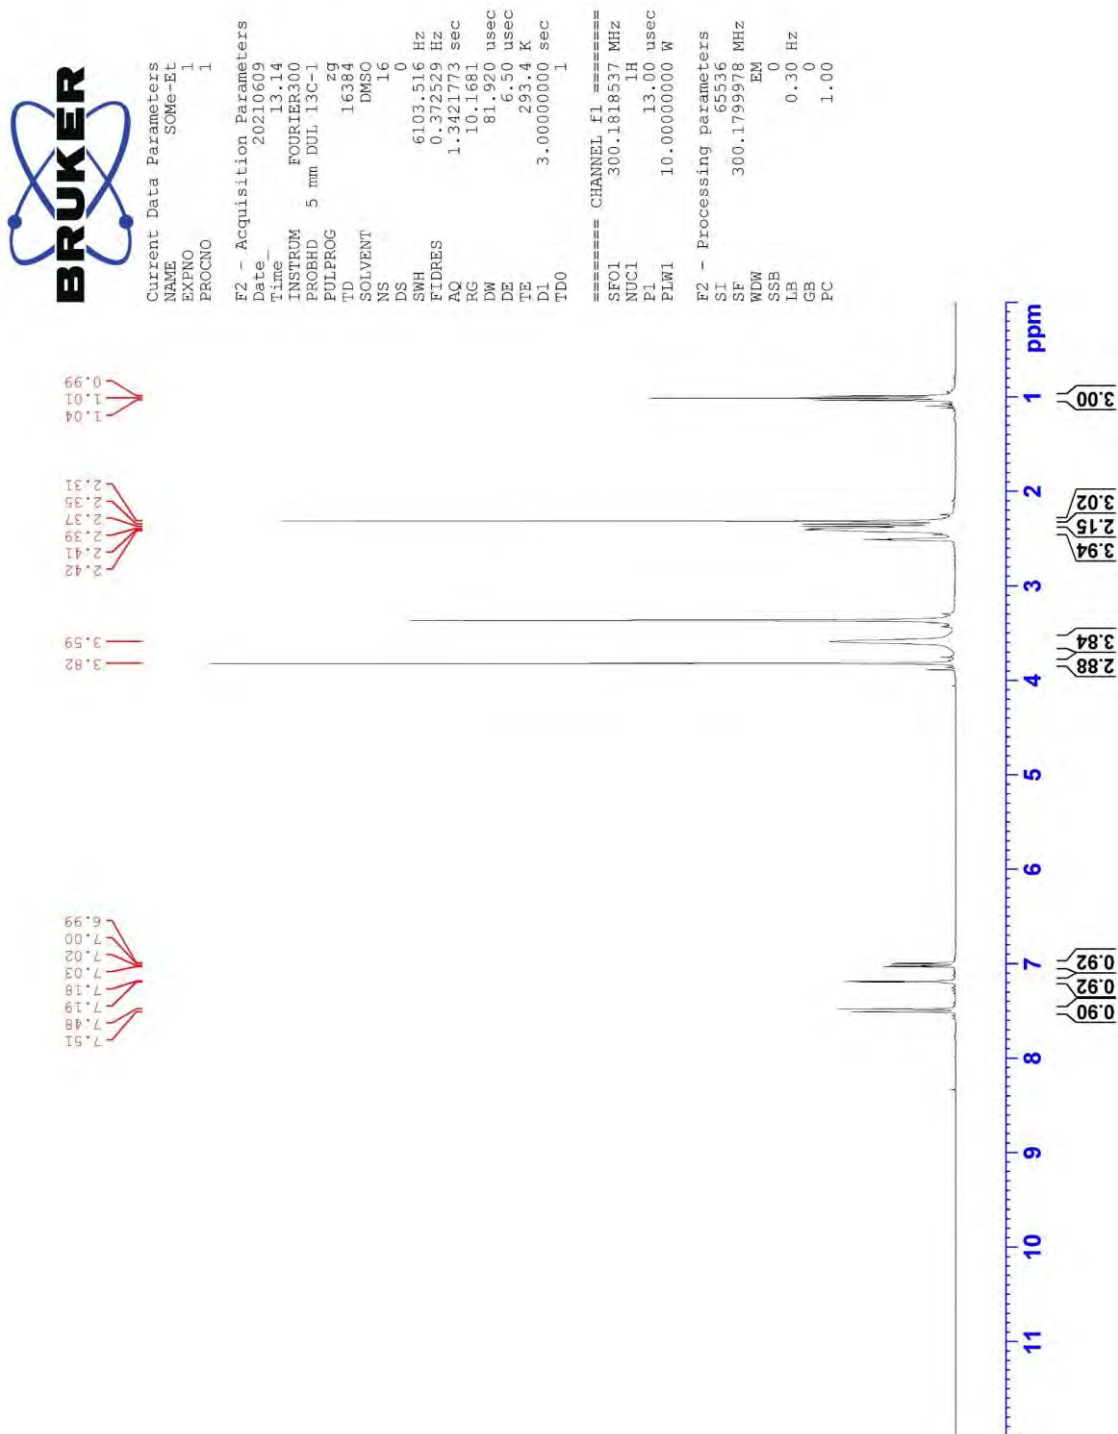 BRUKER
Current Data Parameters
NAME SOMe-Et
EXPNO 1
PROCNO 1
F2 - Acquisition Parameters
Date_ 20210609
Time 13.14
INSTRUM FOURIER300
PROBHD 5 mm DUL 13C-1
PULPROG zg
TD 16384
SOLVENT DMSO
NS 16
DS 0
SWH 6103.516 Hz
FIDRES 0.372529 Hz
AQ 1.3421773 sec
RG 10.1681
DW 81.920 usec
DE 6.50 usec
TE 293.4 K
D1 3.00000000 sec
TD0 1
======== CHANNEL f1 ========
SFO1 300.1818537 MHz
NUC1 1H
P1 13.00 usec
PLW1 10.00000000 W
F2 - Processing parameters
SI 65536
SF 300.1799978 MHz
WDW EM
SSB 0
LB 0.30 Hz
GB 0
PC 1.00
7.51
7.48
7.19
7.18
7.03
7.02
7.00
6.99
3.82
3.59
2.42
2.41
2.39
2.37
2.35
2.31
1.04
1.01
0.99
11 10 9 8 7 6 5 4 3 2 1 ppm
0.90
0.92
0.92
2.88
3.84
3.94
2.15
3.02
3.00